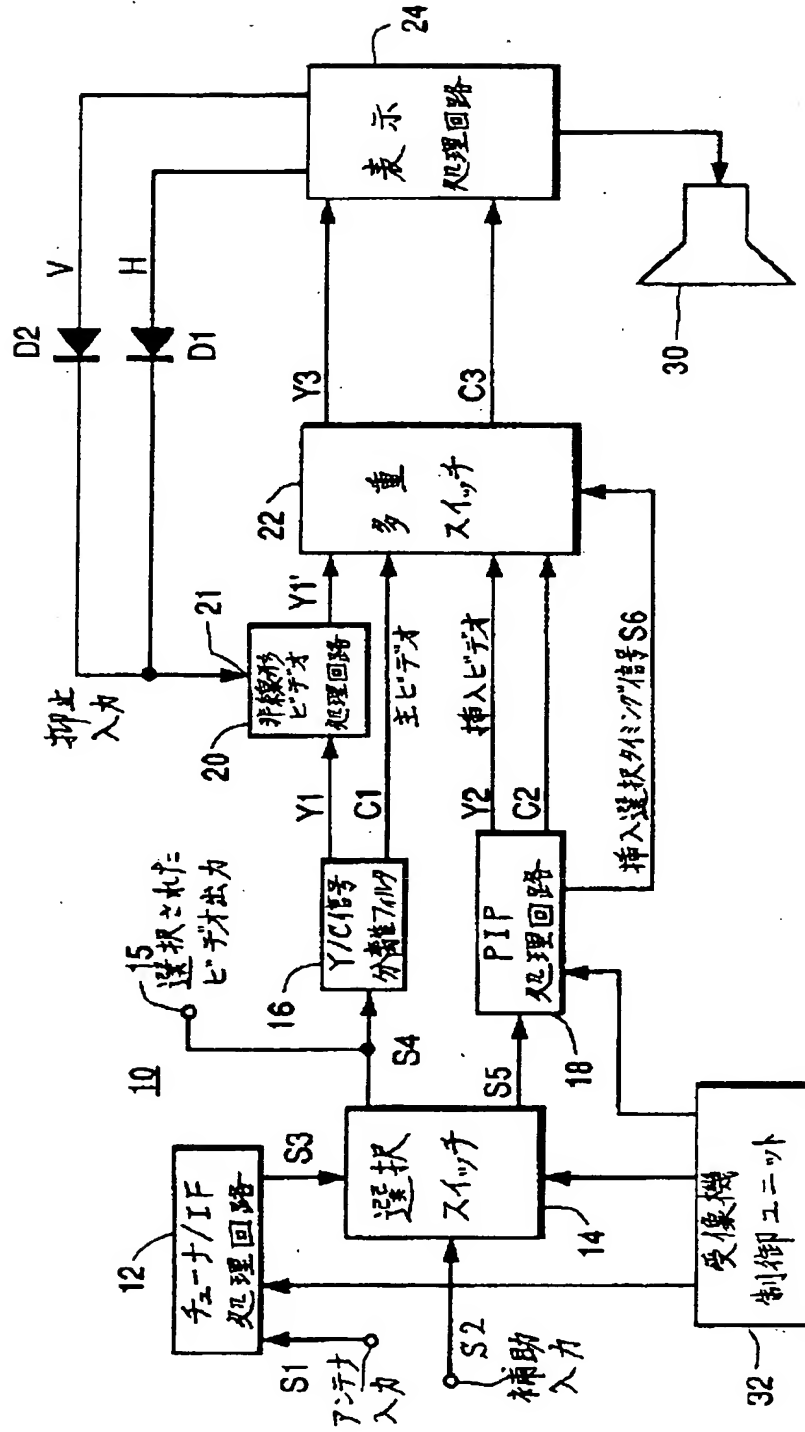 10
12
チューナ/IF
処理回路
S1
アンテナ
入力
S3
選択
スイッチ
14
S2
補助
入力
受像機
制御ユニット
32
15
選択された
ビデオ出力
S4
S5
16
Y/C信号
分離フィルタ
PIP
処理回路
18
Y1
C1
主ビデオ
Y2
C2
挿入ビデオ
挿入選択タイミング信号S6
抑止
入力
20
21
非線形
ビデオ
処理回路
Y1'
22
多重
スイッチ
Y3
C3
D2
V
H
D1
24
表示
処理回路
30